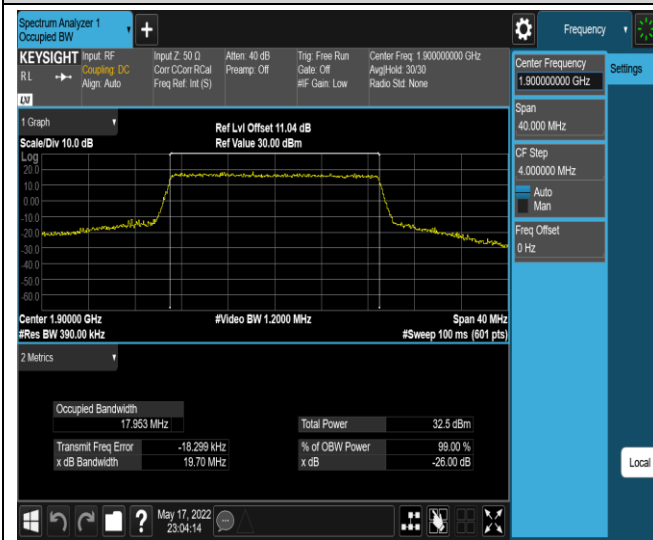 Spectrum Analyzer 1
Occupied BW
+
Frequency
KEYSIGHT Input: RF Input Z: 50 Ω Atten: 40 dB Trig: Free Run Center Freq: 1.900000000 GHz
RL Coupling: DC Corr CCorr RCal Preamp: Off Gate: Off Avg|Hold: 30/30
Align: Auto Freq Ref: Int (S) #IF Gain: Low Radio Std: None
LXI
Center Frequency
1.900000000 GHz
Settings
Span
40.000 MHz
CF Step
4.000000 MHz
Auto
Man
Freq Offset
0 Hz
1 Graph
Ref Lvl Offset 11.04 dB
Scale/Div 10.0 dB Ref Value 30.00 dBm
Log
20.0
10.0
0.00
-10.0
-20.0
-30.0
-40.0
-50.0
-60.0
Center 1.90000 GHz #Video BW 1.2000 MHz Span 40 MHz
#Res BW 390.00 kHz #Sweep 100 ms (601 pts)
2 Metrics
Occupied Bandwidth
17.953 MHz Total Power 32.5 dBm
Transmit Freq Error -18.299 kHz % of OBW Power 99.00 %
x dB Bandwidth 19.70 MHz x dB -26.00 dB
Local
? May 17, 2022
23:04:14